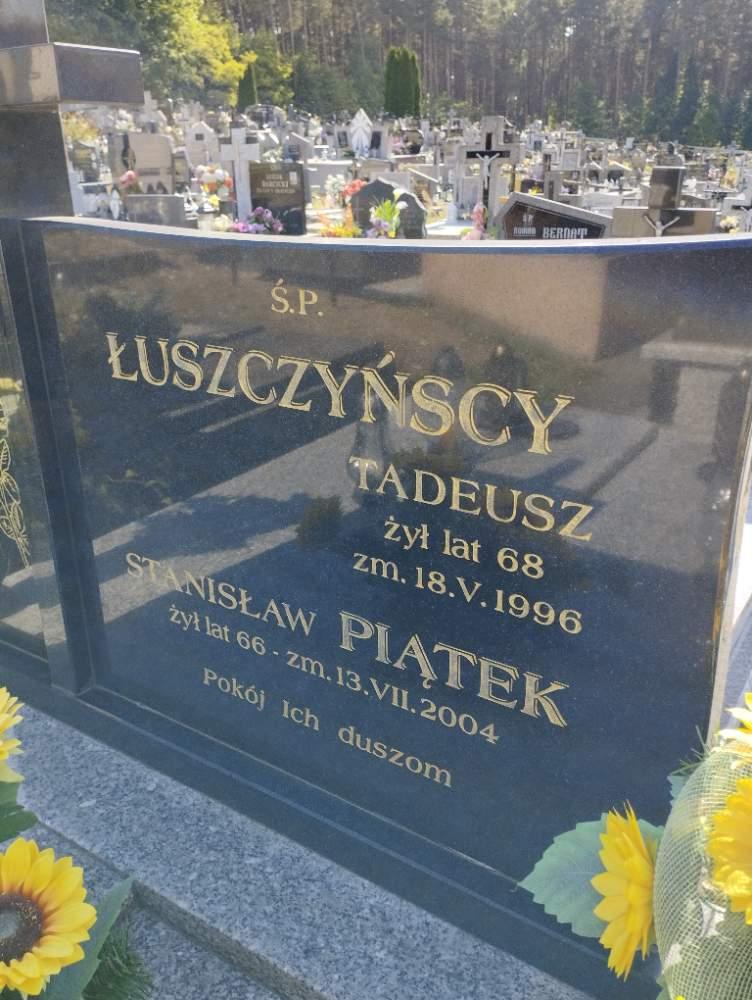 Ś.P.
ŁUSZCZYŃSCY
TADEUSZ
żył lat 68
zm. 18.V.1996
STANISŁAW PIĄTEK
żył lat 66 - zm. 13.VII.2004
Pokój Ich duszom
BERNAT